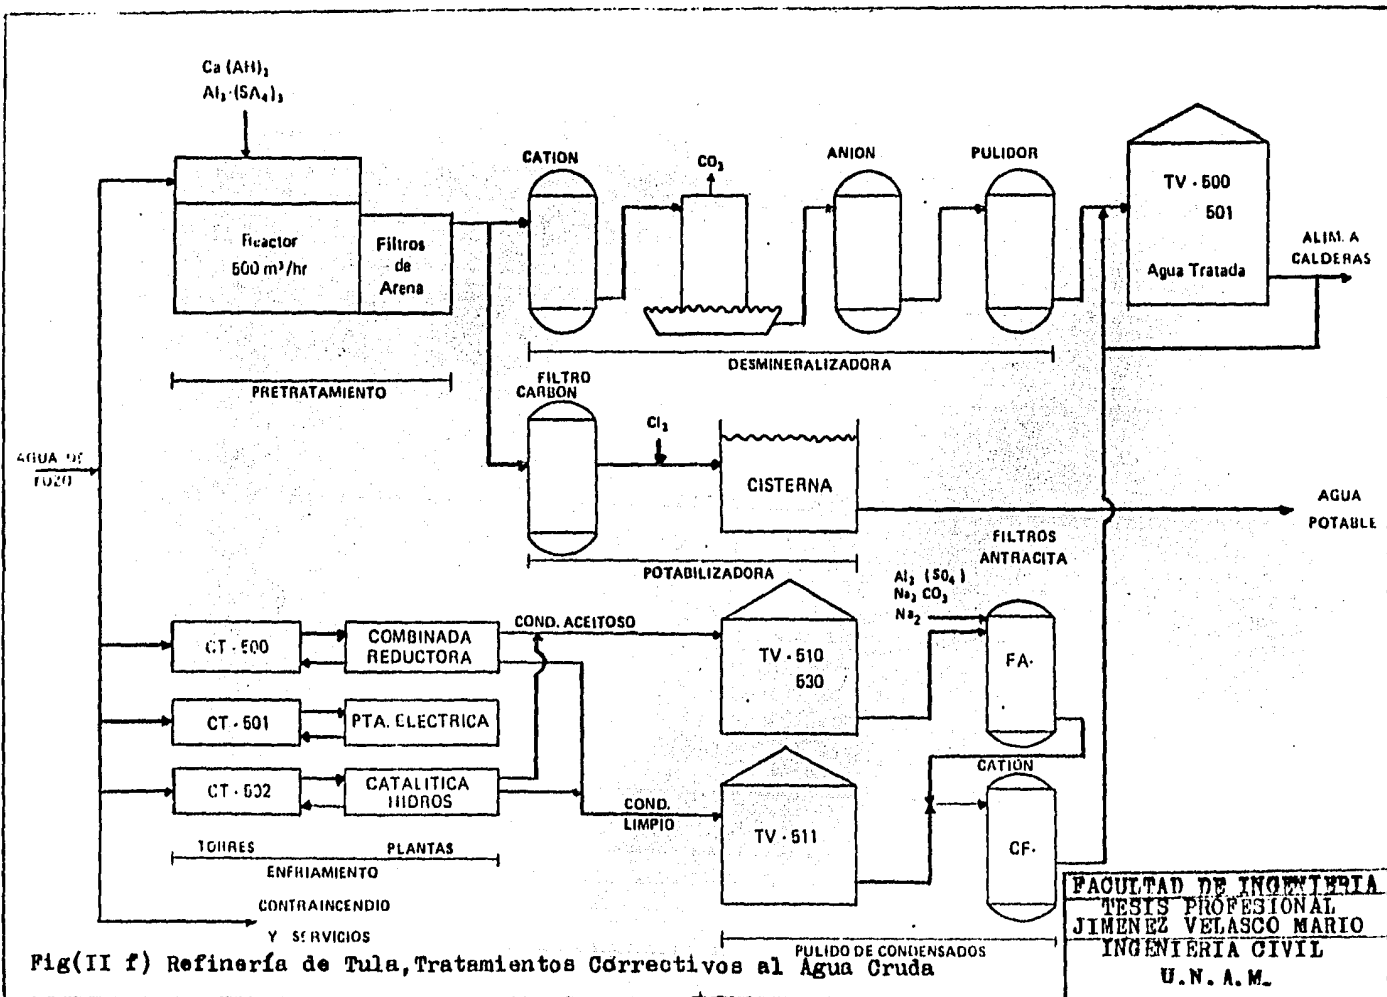 Ca (AH)₂
Al₂·(SA₄)₃
CATION
CO₂
ANION
PULIDOR
TV - 500
501
Agua Tratada
ALIM. A
CALDERAS
Reactor
500 m³/hr
Filtros
de
Arena
PRETRATAMIENTO
DESMINERALIZADORA
FILTRO
CARBON
Cl₂
CISTERNA
AGUA DE
POZO
AGUA
POTABLE
POTABILIZADORA
FILTROS
ANTRACITA
Al₂ (SO₄)
Na₂ CO₃
Na₂
CT - 500
COMBINADA
REDUCTORA
COND. ACEITOSO
TV - 510
530
FA-
CT - 501
PTA. ELECTRICA
CT - 502
CATALITICA
HIDROS
COND.
LIMPIO
TV - 511
CATION
CF-
TORRES
PLANTAS
ENFRIAMIENTO
CONTRAINCENDIO
Y SERVICIOS
PULIDO DE CONDENSADOS
FACULTAD DE INGENIERIA
TESIS PROFESIONAL
JIMENEZ VELASCO MARIO
INGENIERIA CIVIL
U.N.A.M.
Fig(II f) Refinería de Tula,Tratamientos Correctivos al Agua Cruda